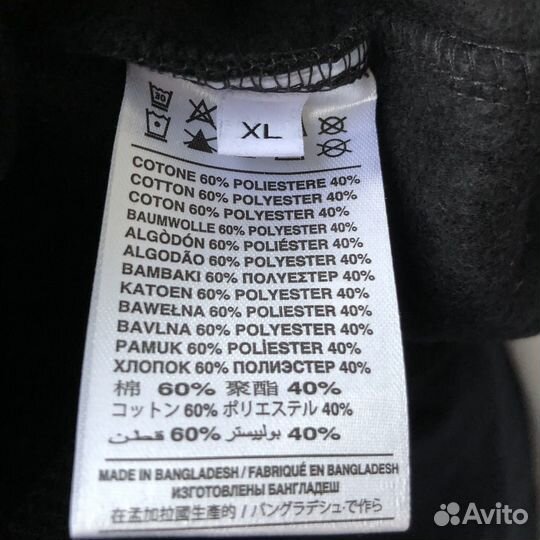 30
XL
COTONE 60% POLIESTERE 40%
COTTON 60% POLYESTER 40%
COTON 60% POLYESTER 40%
BAUMWOLLE 60% POLYESTER 40%
ALGÒDÓN 60% POLIÉSTER 40%
ALGODÃO 60% POLIÉSTER 40%
BAMBAKI 60% ΠΟΛΥΕΣΤΕΡ 40%
KATOEN 60% POLYESTER 40%
BAWEŁNA 60% POLYESTER 40%
BAVLNA 60% POLYESTER 40%
PAMUK 60% POLİESTER 40%
ХЛОПОК 60% ПОЛИЭСТЕР 40%
棉 60% 聚酯 40%
コットン 60% ポリエステル 40%
40% بوليستر 60% قطن
MADE IN BANGLADESH / FABRIQUÉ EN BANGLADESH
ИЗГОТОВЛЕНЫ БАНГЛАДЕШ
在孟加拉國生產的 / バングラデシュ·で作ら
Avito